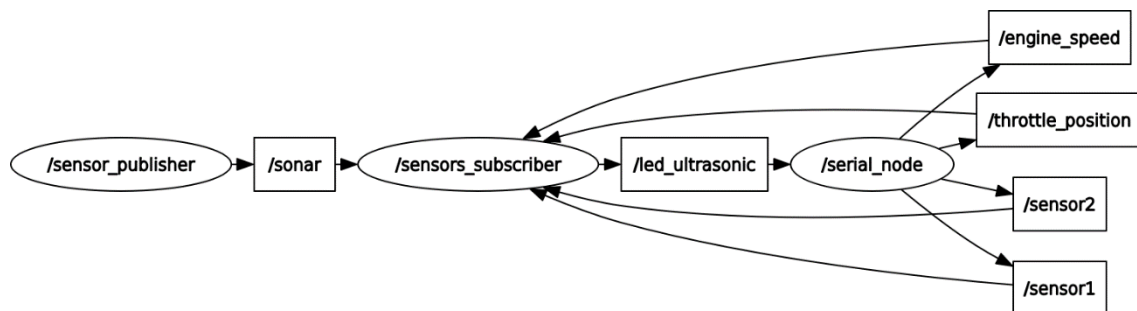 /engine_speed
/throttle_position
/sensor_publisher
/sonar
/sensors_subscriber
/led_ultrasonic
/serial_node
/sensor2
/sensor1